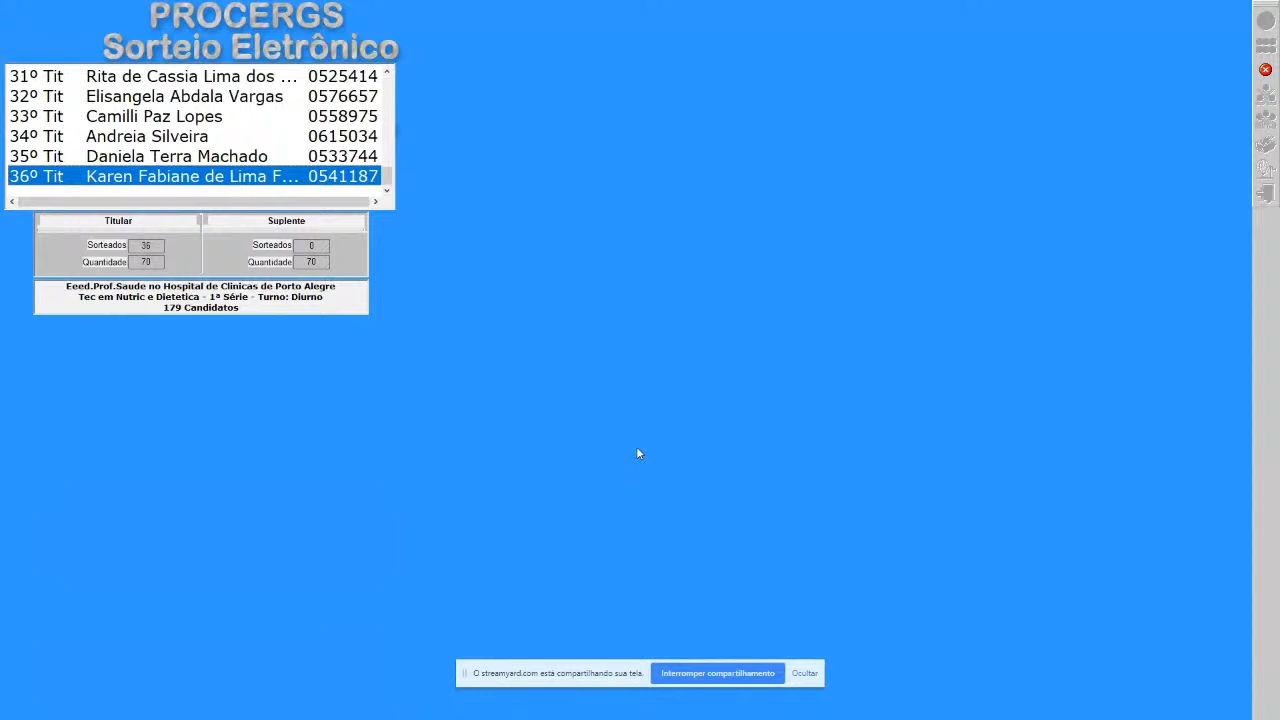 PROCERGS
Sorteio Eletrônico
31º Tit Rita de Cassia Lima dos ... 0525414
32º Tit Elisangela Abdala Vargas 0576657
33º Tit Camilli Paz Lopes 0558975
34º Tit Andreia Silveira 0615034
35º Tit Daniela Terra Machado 0533744
36º Tit Karen Fabiane de Lima F... 0541187
Titular Suplente
Sorteados 36 Sorteados 0
Quantidade 70 Quantidade 70
Eeed.Prof.Saude no Hospital de Clinicas de Porto Alegre
Tec em Nutric e Dietetica - 1ª Série - Turno: Diurno
179 Candidatos
O streamyard.com está compartilhando sua tela. Interromper compartilhamento Ocultar